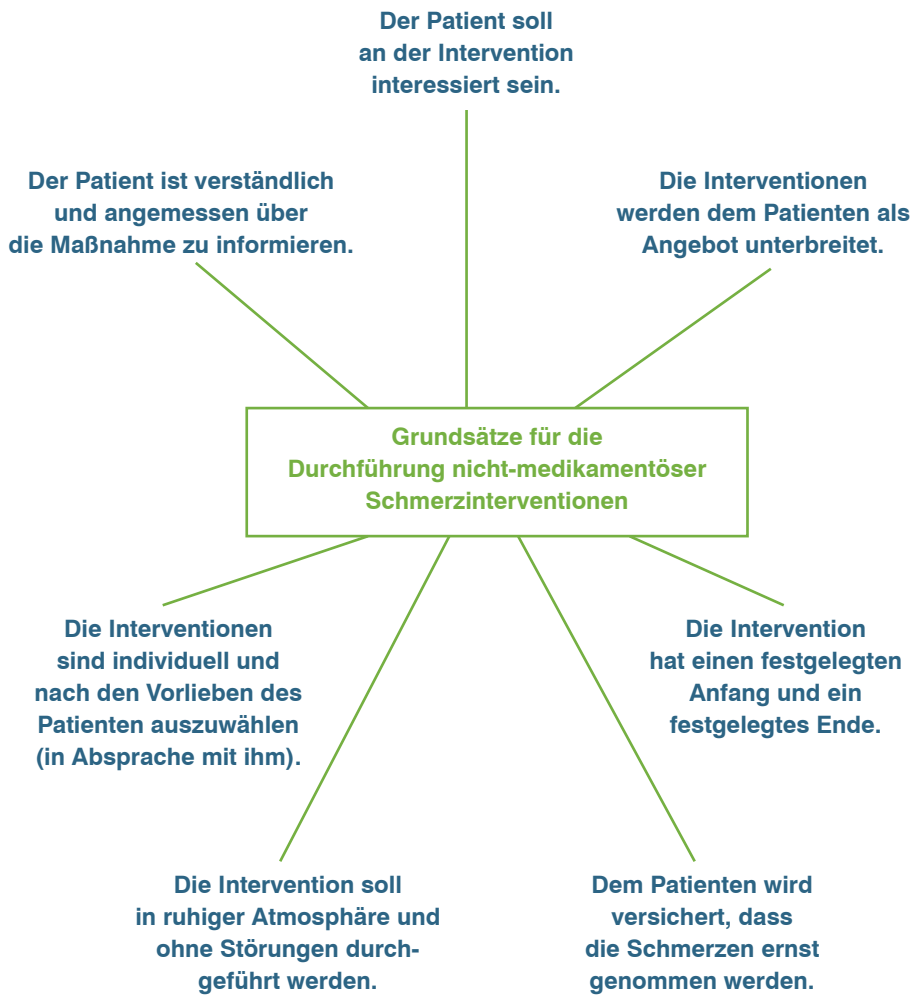 Der Patient soll
an der Intervention
interessiert sein.
Der Patient ist verständlich
und angemessen über
die Maßnahme zu informieren.
Die Interventionen
werden dem Patienten als
Angebot unterbreitet.
Grundsätze für die
Durchführung nicht-medikamentöser
Schmerzinterventionen
Die Interventionen
sind individuell und
nach den Vorlieben des
Patienten auszuwählen
(in Absprache mit ihm).
Die Intervention
hat einen festgelegten
Anfang und ein
festgelegtes Ende.
Die Intervention soll
in ruhiger Atmosphäre und
ohne Störungen durch-
geführt werden.
Dem Patienten wird
versichert, dass
die Schmerzen ernst
genommen werden.